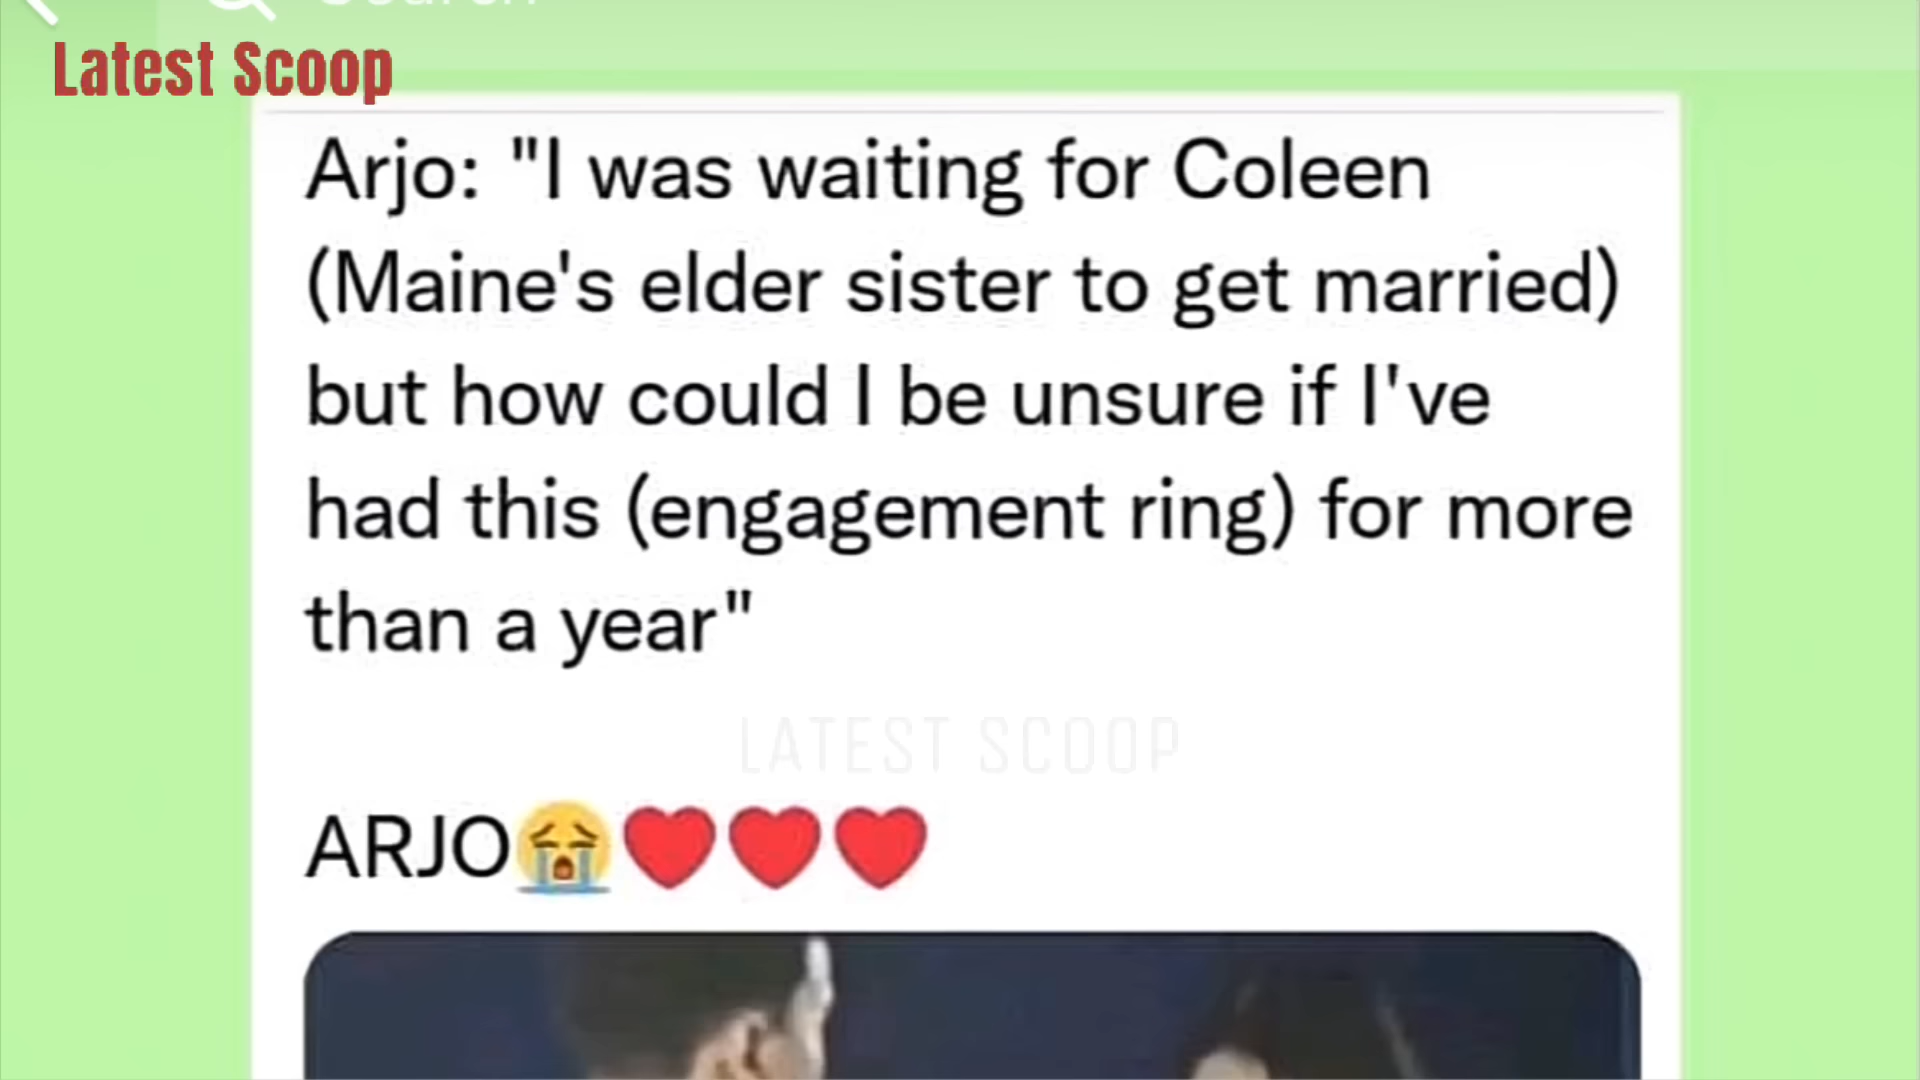 Latest Scoop
Arjo: "I was waiting for Coleen
(Maine's elder sister to get married)
but how could I be unsure if I've
had this (engagement ring) for more
than a year"
LATEST SCOOP
ARJO😭❤️❤️❤️